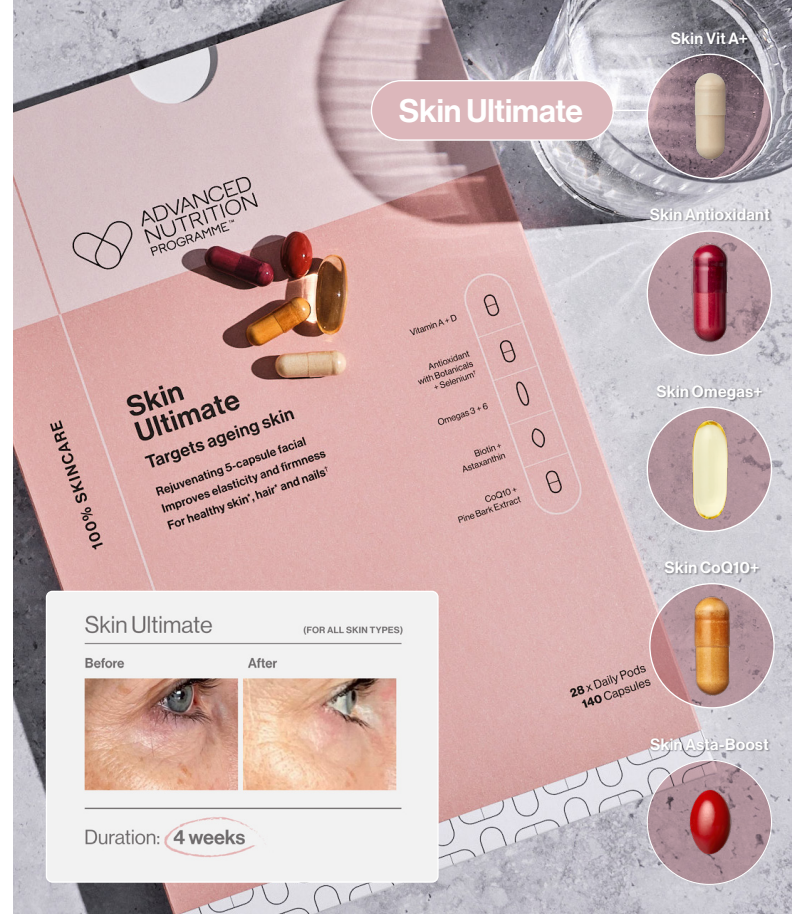 Skin Vit A+
Skin Ultimate
Skin Antioxidant
Skin Omegas+
Skin CoQ10+
Skin Asta-Boost
ADVANCED
NUTRITION
PROGRAMME™
100% SKINCARE
Skin
Ultimate
Targets ageing skin
Rejuvenating 5-capsule facial
Improves elasticity and firmness
For healthy skin*, hair* and nails†
Vitamin A + D
Antioxidant
with Botanicals
+ Selenium†
Omegas 3 + 6
Biotin +
Astaxanthin
CoQ10 +
Pine Bark Extract
28 x Daily Pods
140 Capsules
Skin Ultimate
(FOR ALL SKIN TYPES)
Before
After
Duration: 4 weeks